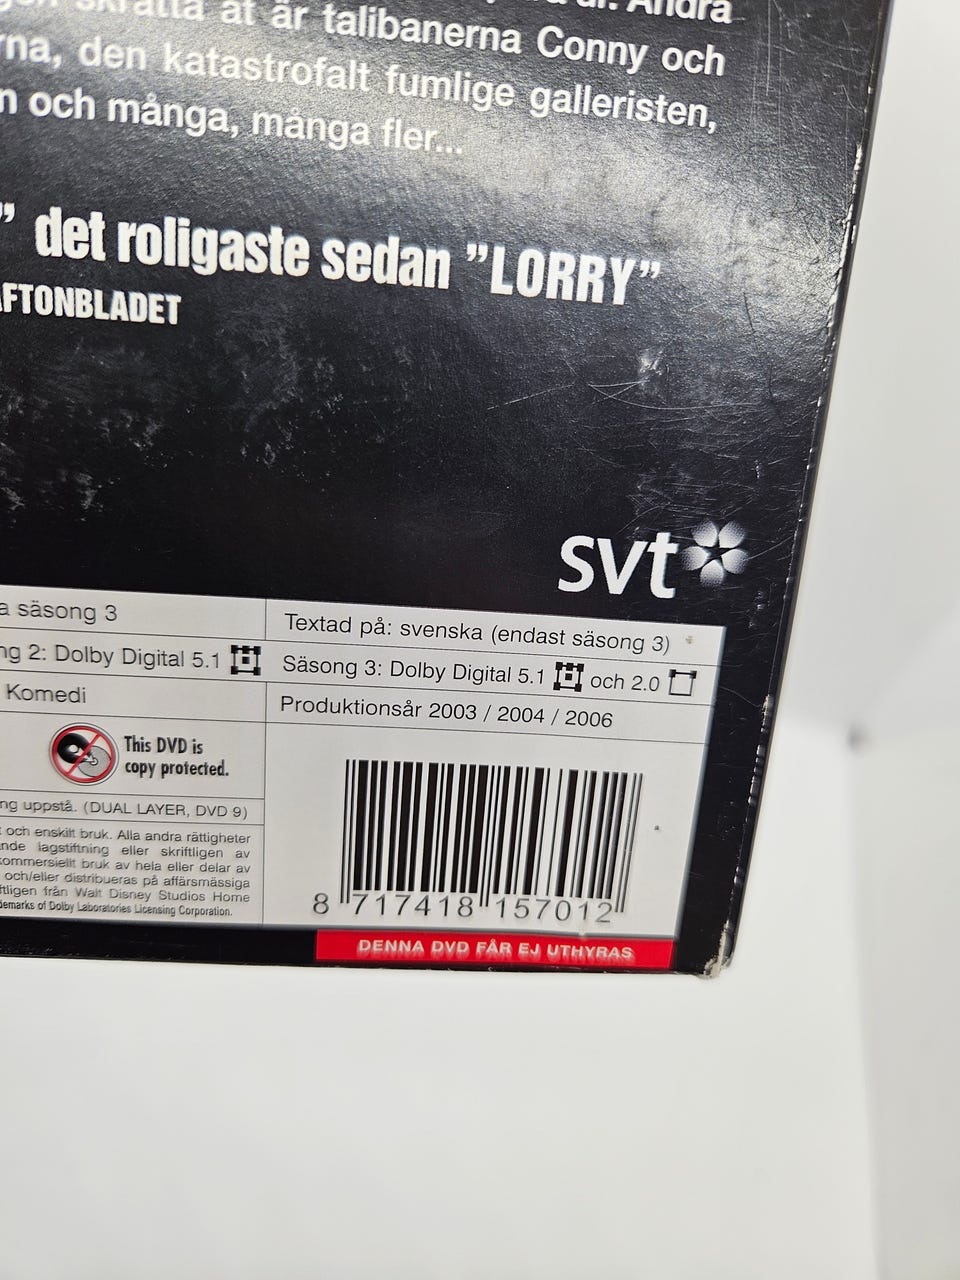 skratta åt är talibanerna Conny och
rna, den katastrofalt fumlige galleristen,
n och många, många fler...
” det roligaste sedan ”LORRY”
AFTONBLADET
svt
a säsong 3
Textad på: svenska (endast säsong 3)
ng 2: Dolby Digital 5.1
Säsong 3: Dolby Digital 5.1 och 2.0
Komedi
Produktionsår 2003 / 2004 / 2006
This DVD is
copy protected.
ng uppstå. (DUAL LAYER, DVD 9)
och enskilt bruk. Alla andra rättigheter
nde lagstiftning eller skriftligen av
kommersiellt bruk av hela eller delar av
och/eller distribueras på affärsmässiga
ftligen från Walt Disney Studios Home
demarks of Dolby Laboratories Licensing Corporation.
8 717418 157012
DENNA DVD FÅR EJ UTHYRAS